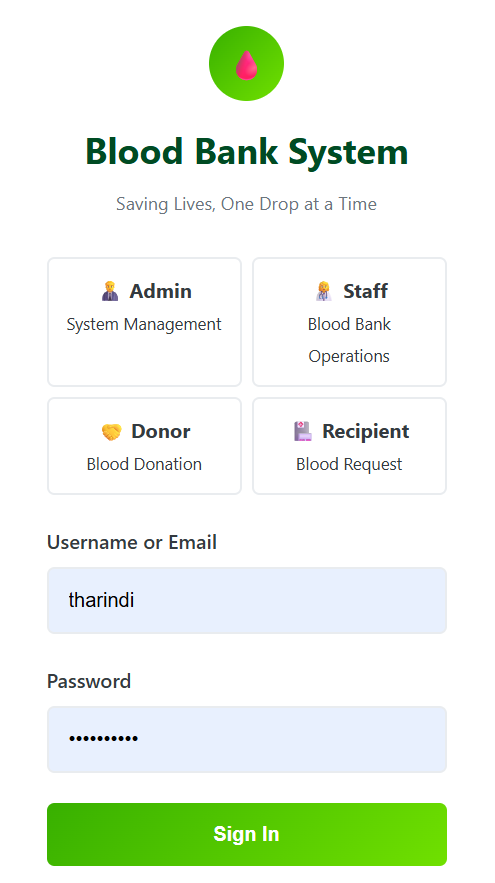 Blood Bank System
Saving Lives, One Drop at a Time
Admin
System Management
Staff
Blood Bank
Operations
Donor
Blood Donation
Recipient
Blood Request
Username or Email
tharindi
Password
••••••••••
Sign In